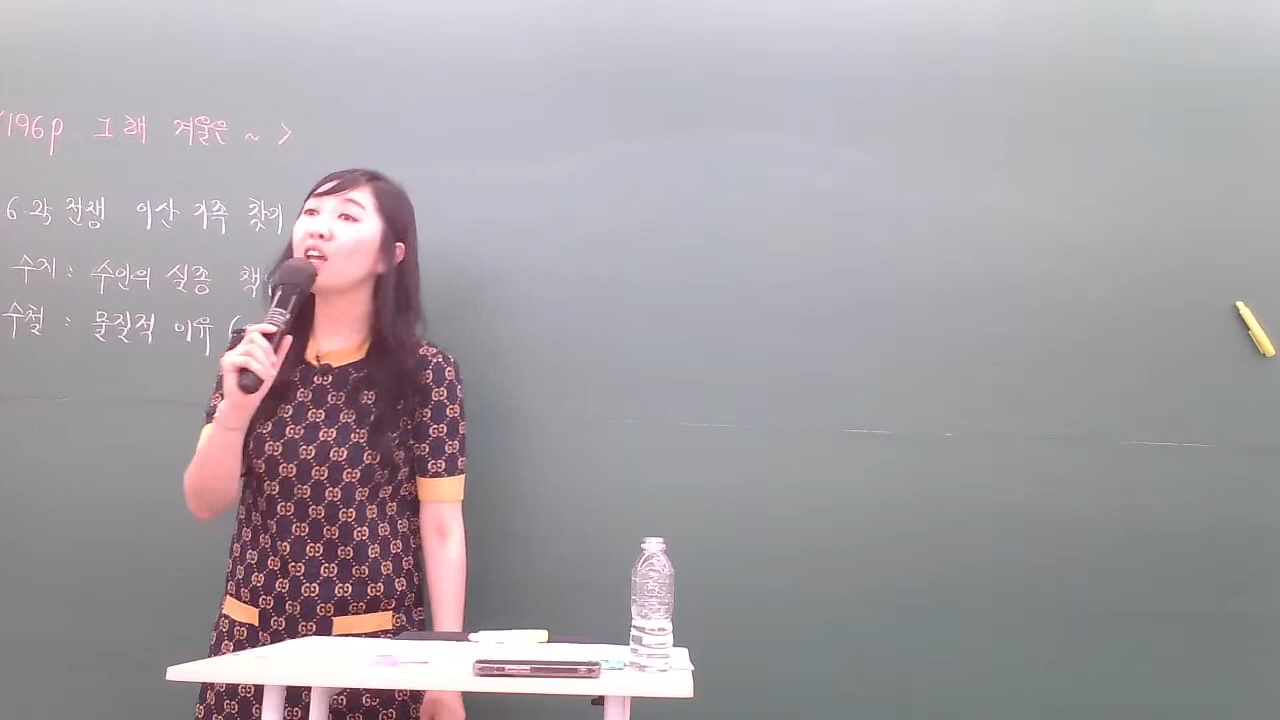 <196p 그해 겨울은 ~ >
6.25 전쟁 이산 가족 찾기
수지 : 수인의 실종 책
수철 : 물질적 이유 (